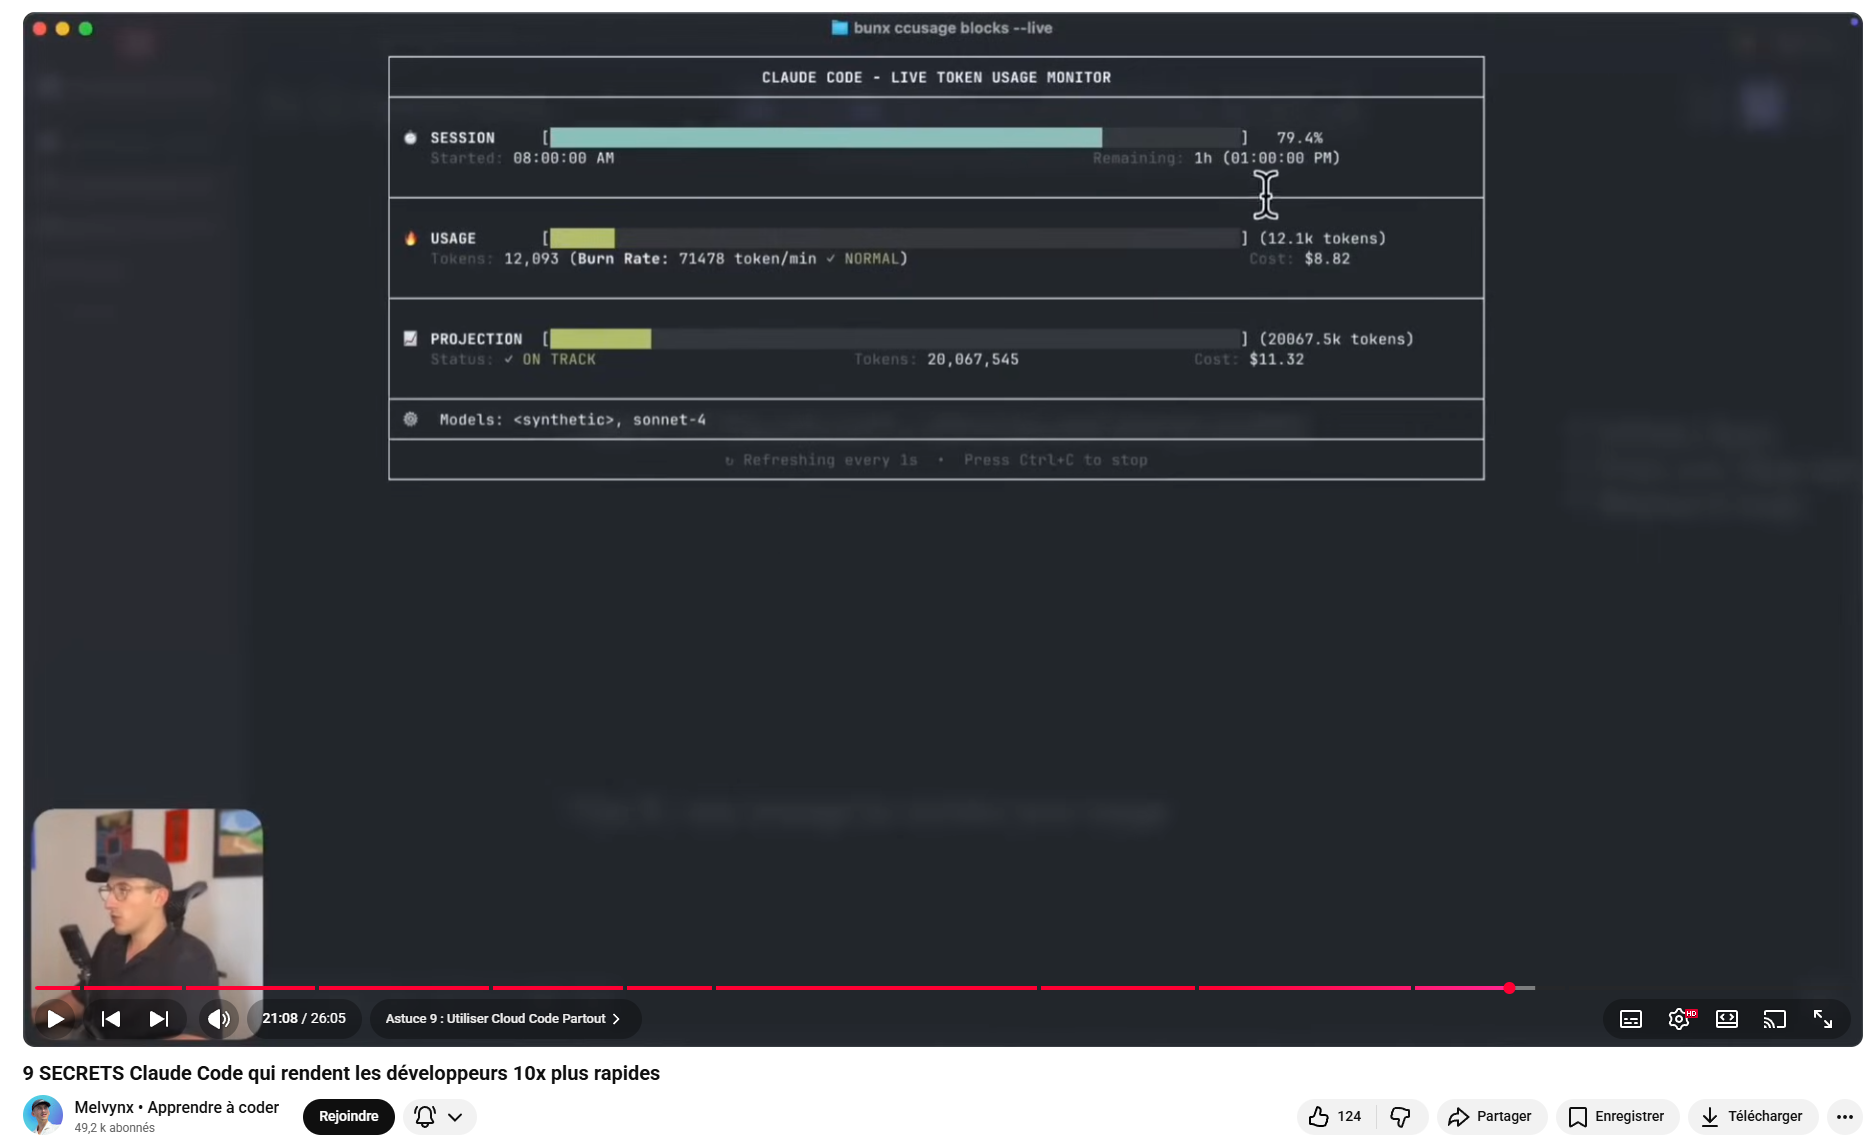 bunx ccusage blocks --live
CLAUDE CODE - LIVE TOKEN USAGE MONITOR
SESSION [ ] 79.4%
Started: 08:00:00 AM Remaining: 1h (01:00:00 PM)
USAGE [ ] (12.1k tokens)
Tokens: 12,093 (Burn Rate: 71478 token/min ✓ NORMAL) Cost: $8.82
PROJECTION [ ] (20067.5k tokens)
Status: ✓ ON TRACK Tokens: 20,067,545 Cost: $11.32
Models: <synthetic>, sonnet-4
↻ Refreshing every 1s • Press Ctrl+C to stop
21:08 / 26:05 Astuce 9 : Utiliser Cloud Code Partout HD
9 SECRETS Claude Code qui rendent les développeurs 10x plus rapides
Melvynx • Apprendre à coder
49,2 k abonnés
Rejoindre
124
Partager
Enregistrer
Télécharger